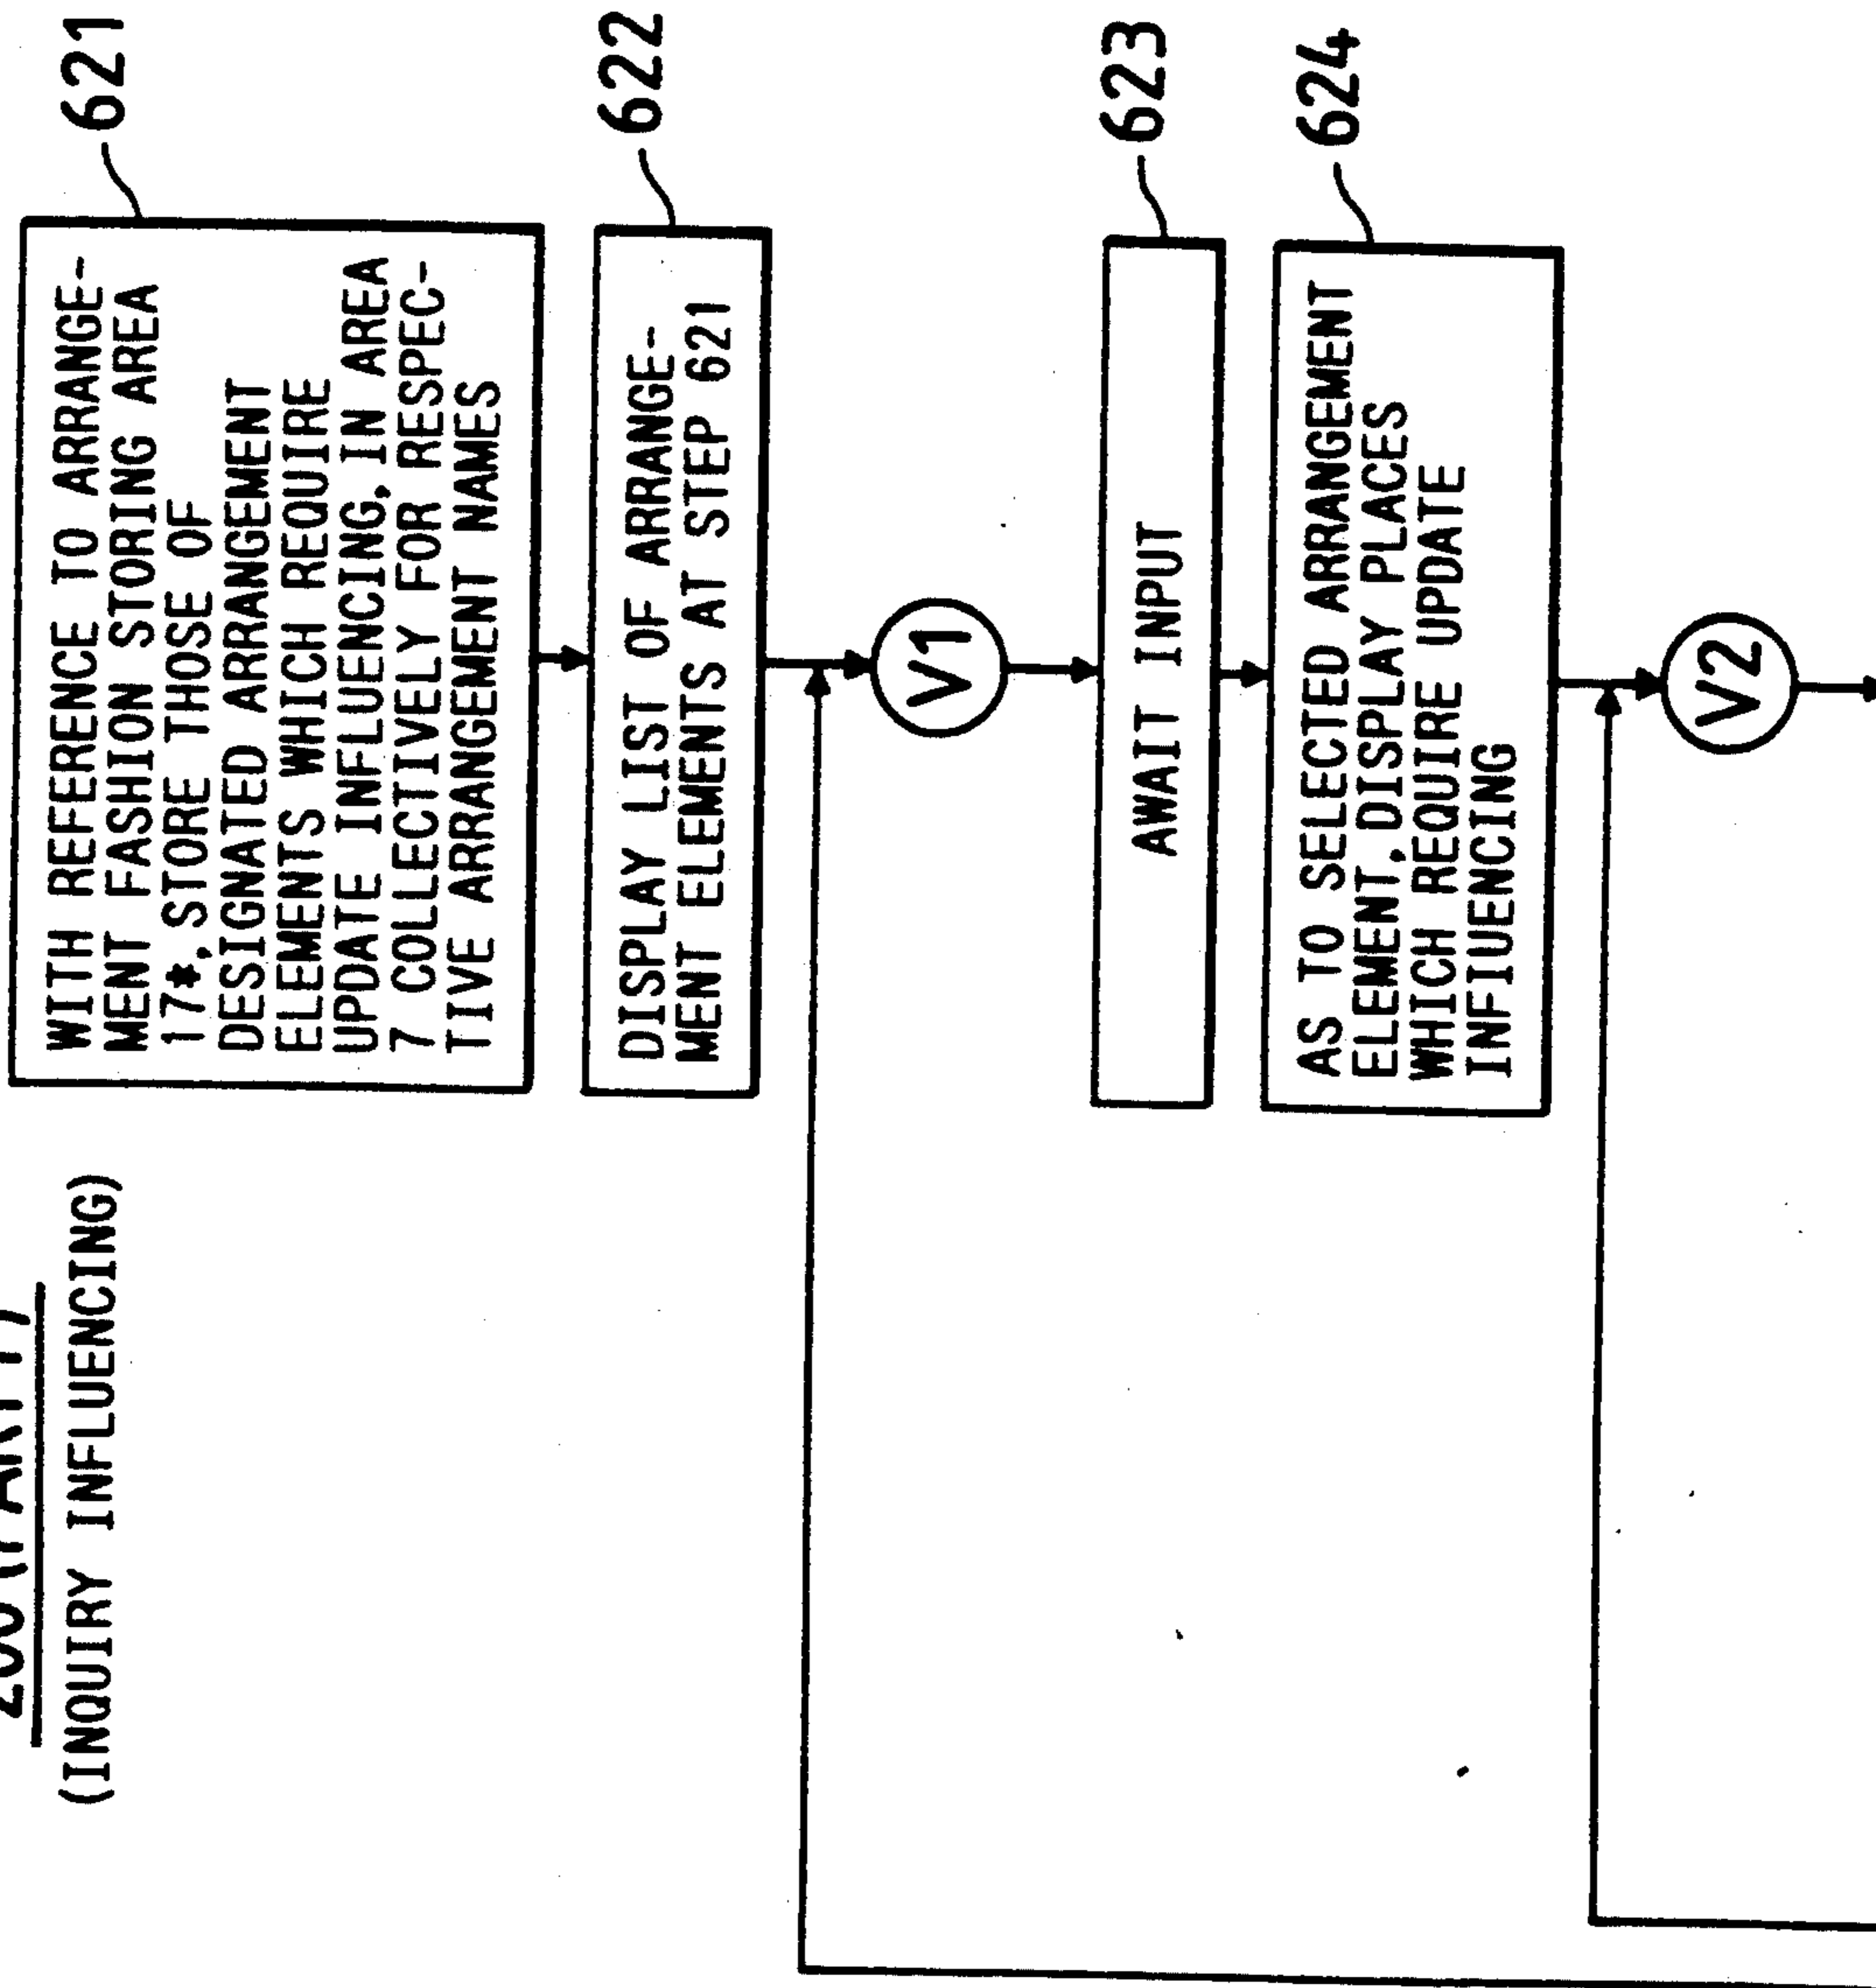 (INQUIRY INFLUENCING)
WITH REFERENCE TO ARRANGE-
MENT FASHION STORING AREA
17*, STORE THOSE OF
DESIGNATED ARRANGEMENT
ELEMENTS WHICH REQUIRE
UPDATE INFLUENCING, IN AREA
7 COLLECTIVELY FOR RESPEC-
TIVE ARRANGEMENT NAMES
621
DISPLAY LIST OF ARRANGE-
MENT ELEMENTS AT STEP 621
622
V1
AWAIT INPUT
623
AS TO SELECTED ARRANGEMENT
ELEMENT, DISPLAY PLACES
WHICH REQUIRE UPDATE
INFIUENCING
624
V2